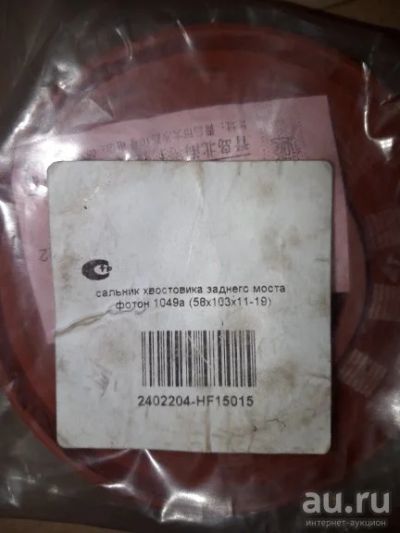 сальник хвостовика заднего моста
фотон 1049а (58х103х11-19)
2402204-HF15015
au.ru
интернет-аукцион